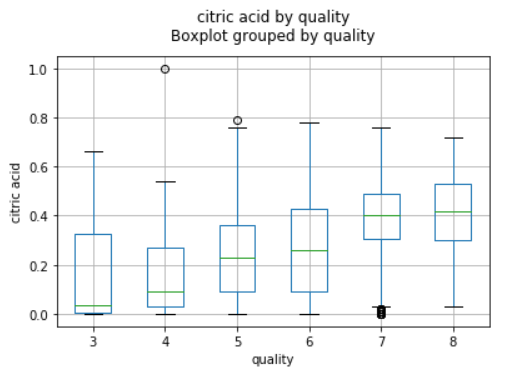 citric acid by quality
Boxplot grouped by quality
1.0
0.8
0.6
0.4
0.2
0.0
citric acid
3 4 5 6 7 8
quality